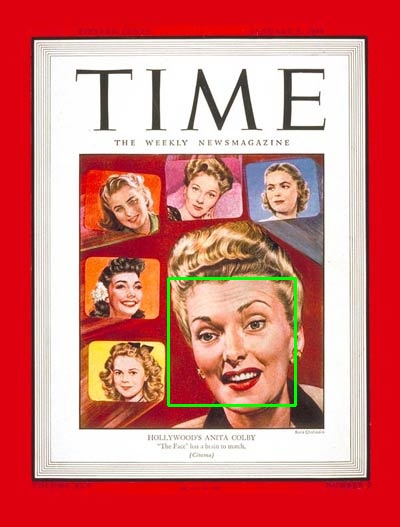 TIME
THE WEEKLY NEWSMAGAZINE
HOLLYWOOD'S ANITA COLBY
"The Face" has a brain to match.
(Cinema)